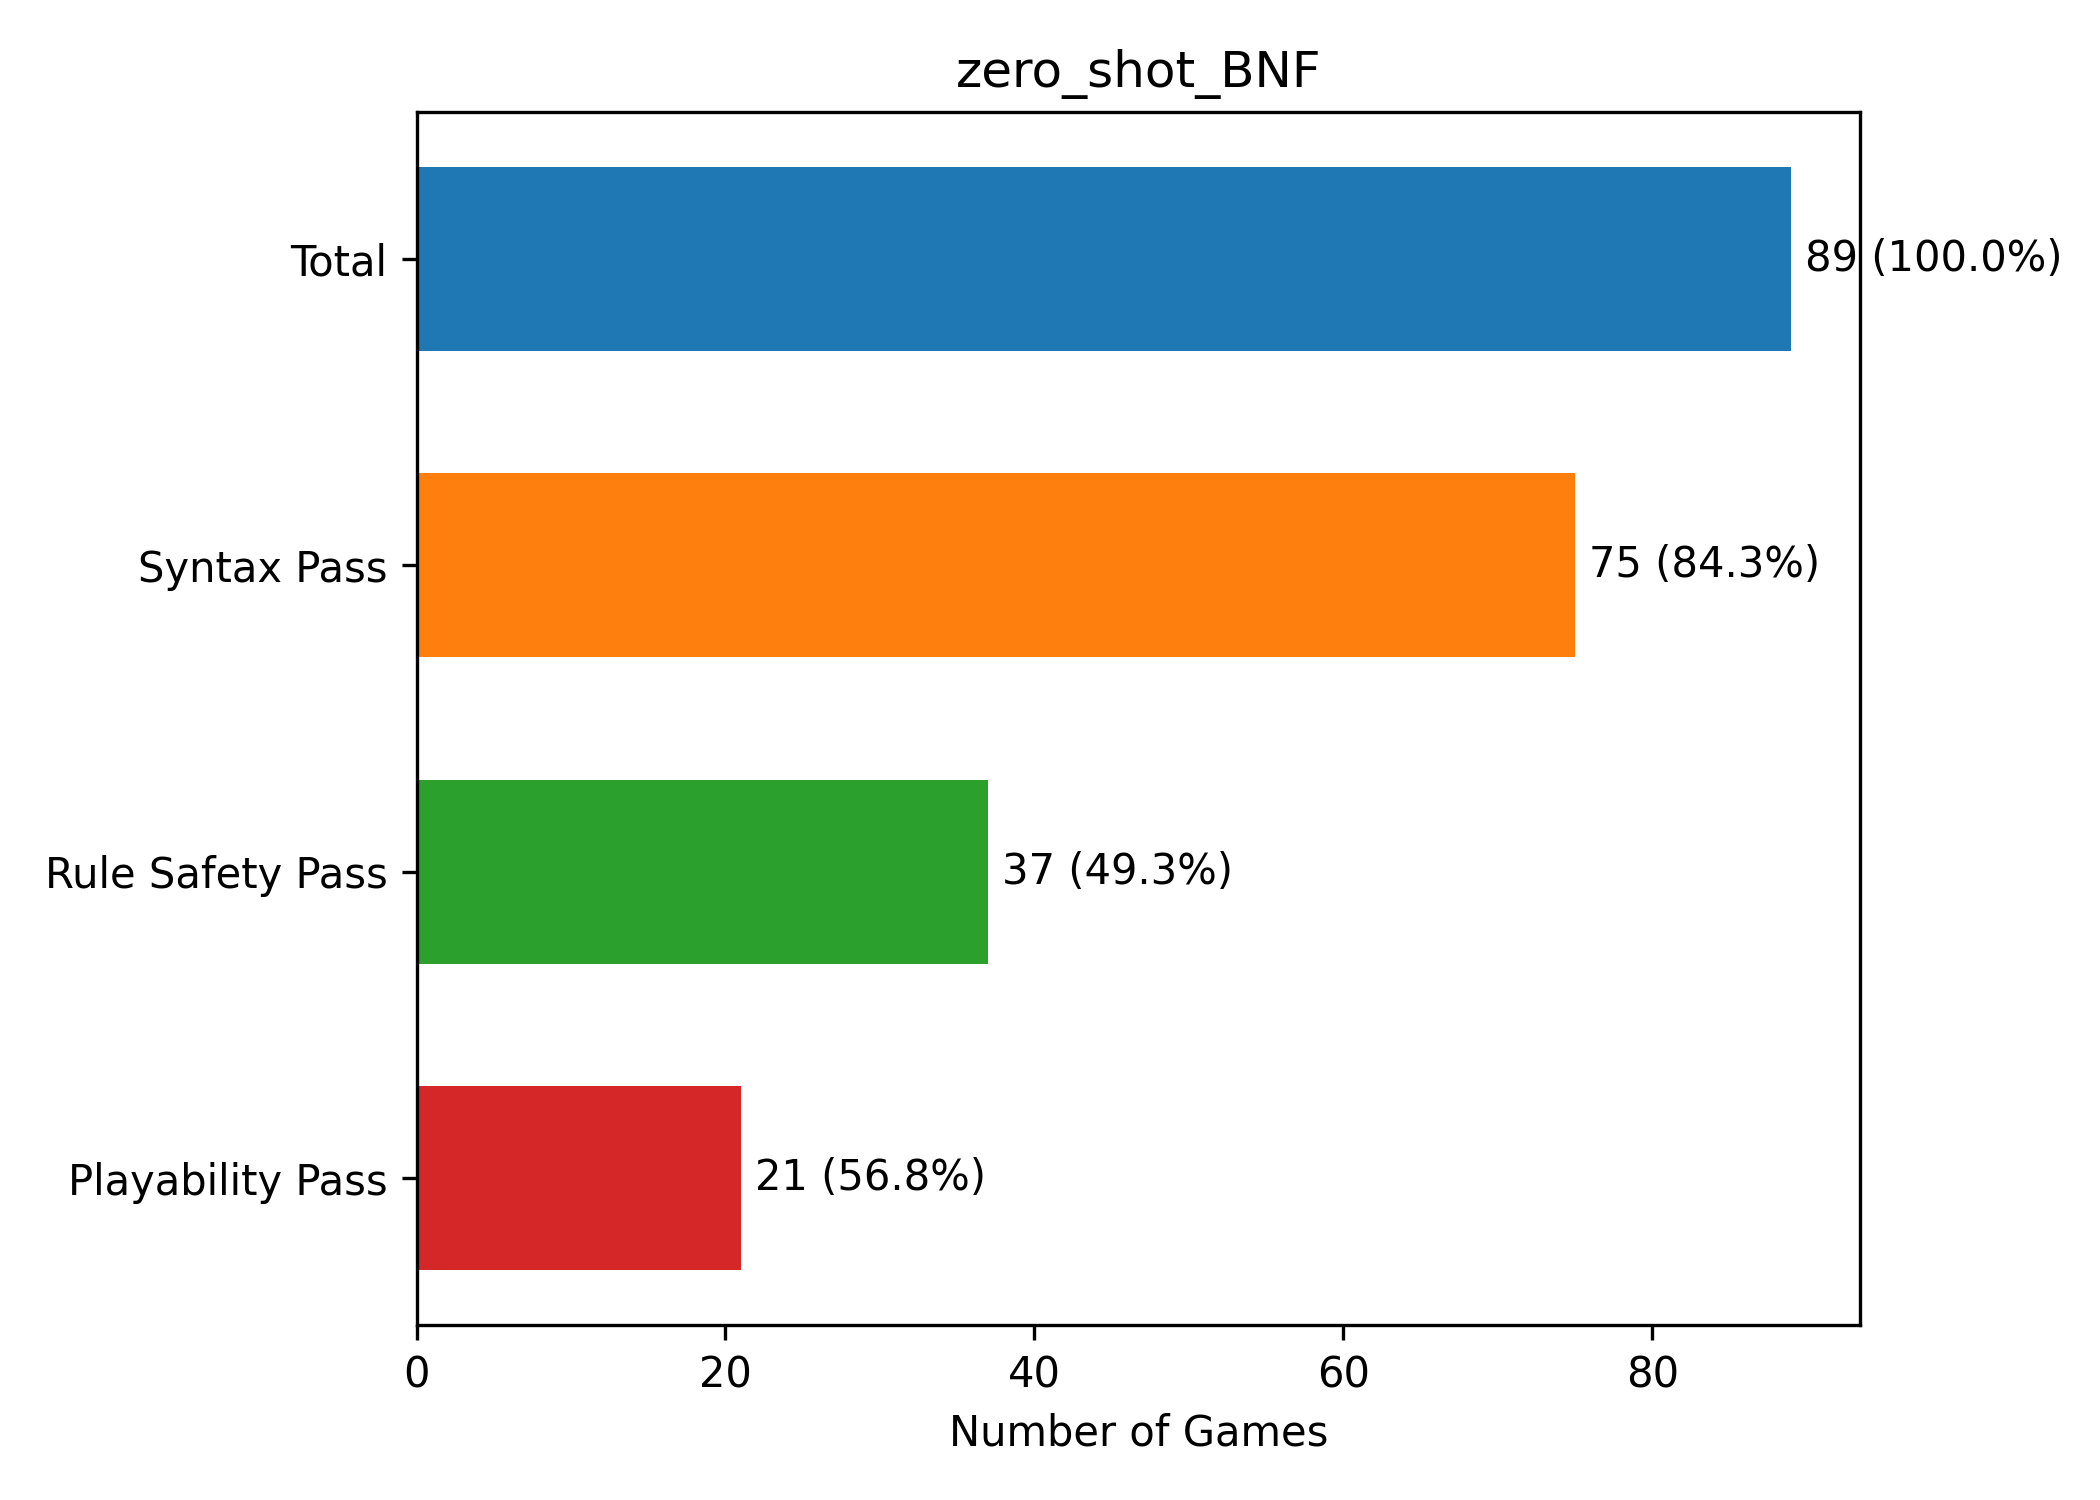 zero_shot_BNF
Total
89 (100.0%)
Syntax Pass
75 (84.3%)
Rule Safety Pass
37 (49.3%)
Playability Pass
21 (56.8%)
0 20 40 60 80
Number of Games